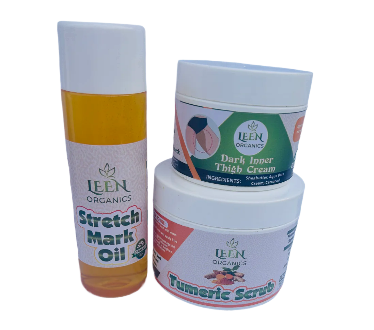 LEEN
ORGANICS
Stretch
Mark
Oil
LEEN
ORGANICS
Dark Inner
Thigh Cream
INGREDIENTS:
LEEN
ORGANICS
Tumeric Scrub